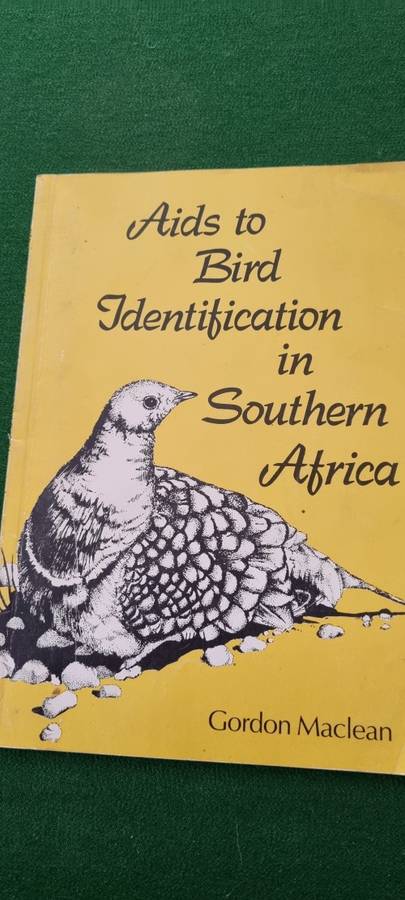 Aids to
Bird
Identification
in
Southern
Africa
Gordon Maclean